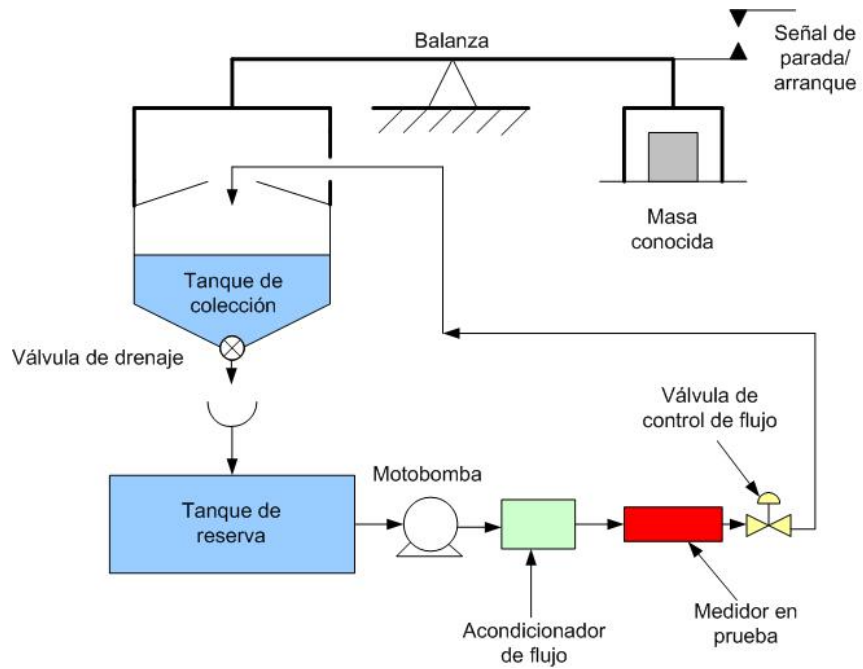 Balanza
Señal de
parada/
arranque
Masa
conocida
Tanque de
colección
Válvula de drenaje
Válvula de
control de flujo
Motobomba
Tanque de
reserva
Acondicionador
de flujo
Medidor en
prueba